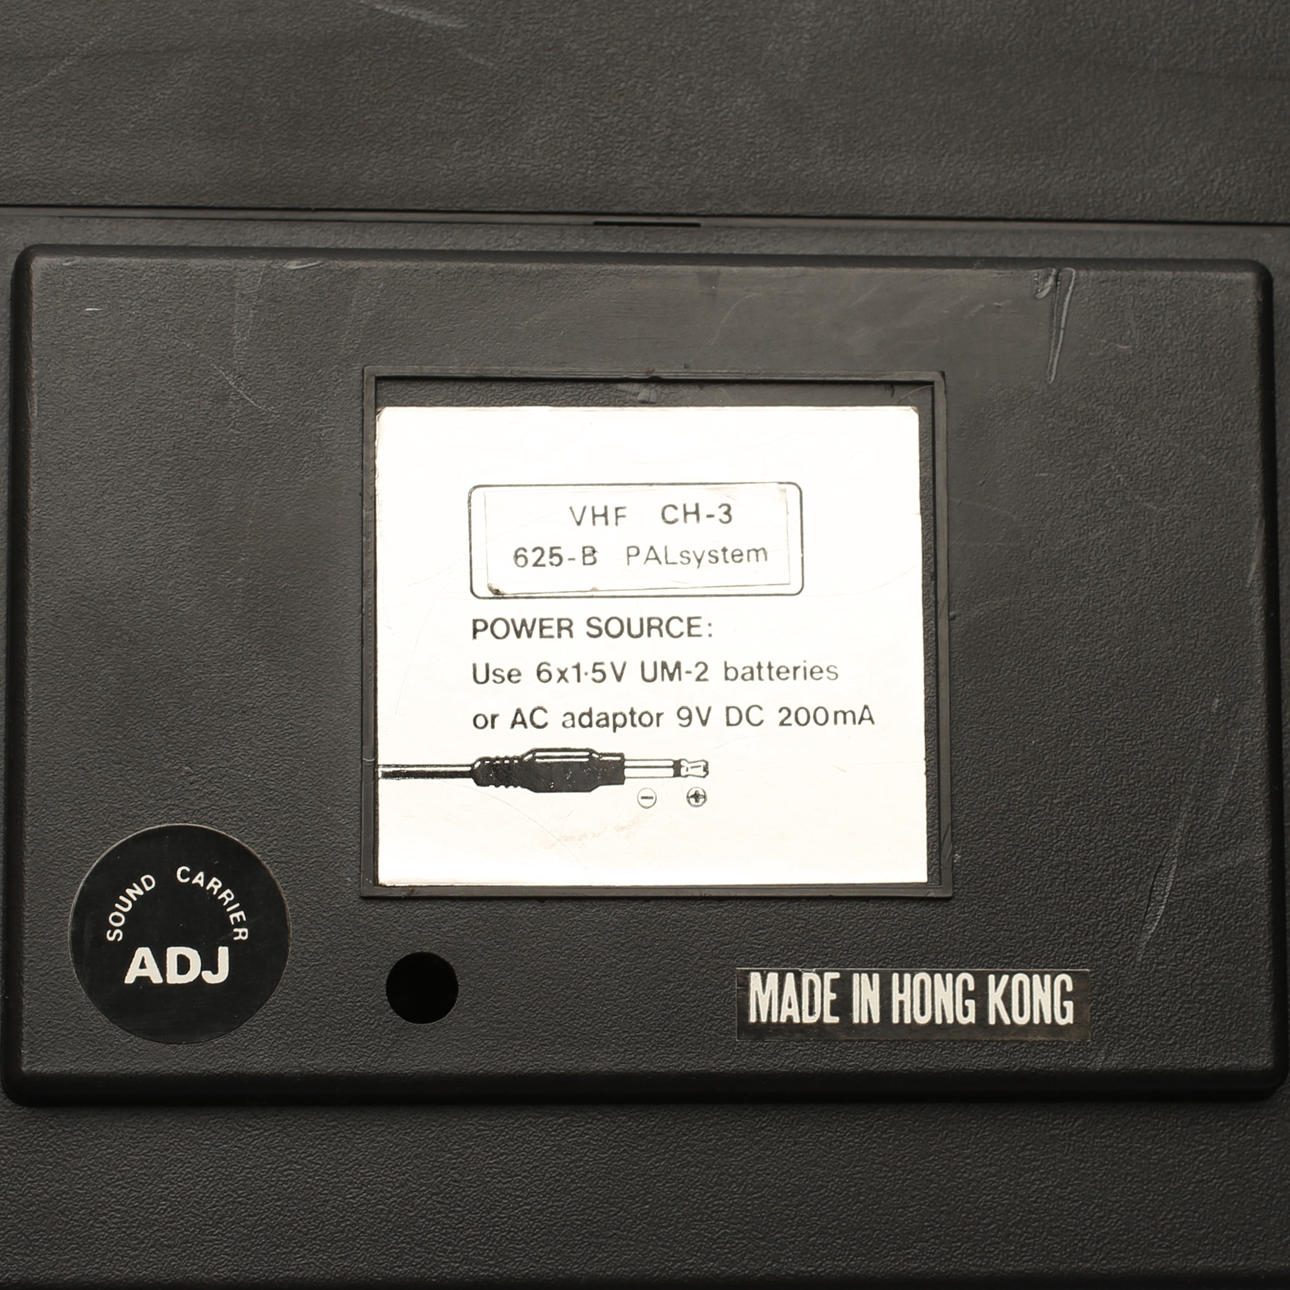 VHF CH-3
625-B PALsystem
POWER SOURCE:
Use 6x1·5V UM-2 batteries
or AC adaptor 9V DC 200mA
SOUND CARRIER
ADJ
MADE IN HONG KONG